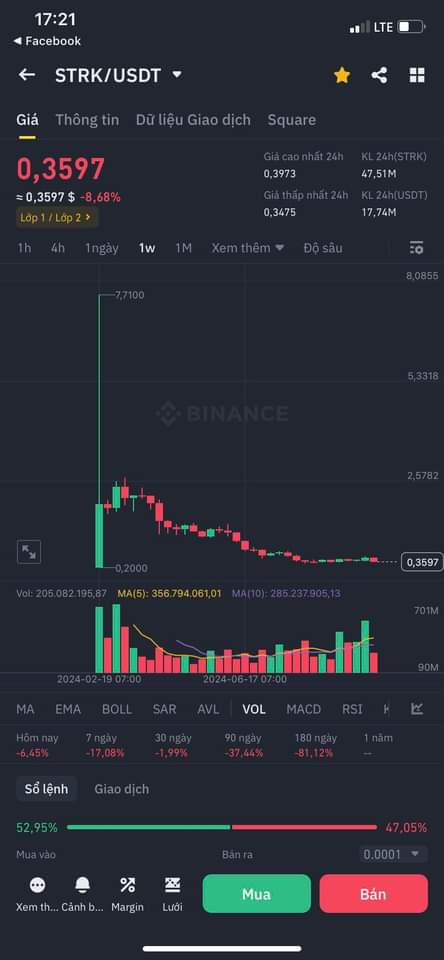 17:21
LTE
◀ Facebook
STRK/USDT
Giá Thông tin Dữ liệu Giao dịch Square
0,3597
≈ 0,3597 $ -8,68%
Lớp 1 / Lớp 2 >
Giá cao nhất 24h KL 24h(STRK)
0,3973 47,51M
Giá thấp nhất 24h KL 24h(USDT)
0,3475 17,74M
1h 4h 1ngày 1w 1M Xem thêm Độ sâu
8,0855
7,7100
5,3318
BINANCE
2,5782
0,3597
0,2000
Vol: 205.082.195,87 MA(5): 356.794.061,01 MA(10): 285.237.905,13
701M
90M
2024-02-19 07:00 2024-06-17 07:00
MA EMA BOLL SAR AVL VOL MACD RSI
Hôm nay 7 ngày 30 ngày 90 ngày 180 ngày 1 năm
-6,45% -17,08% -1,99% -37,44% -81,12% --
Sổ lệnh Giao dịch
52,95% 47,05%
Mua vào Bán ra 0.0001
Xem th... Cảnh b... Margin Lưới
Mua Bán